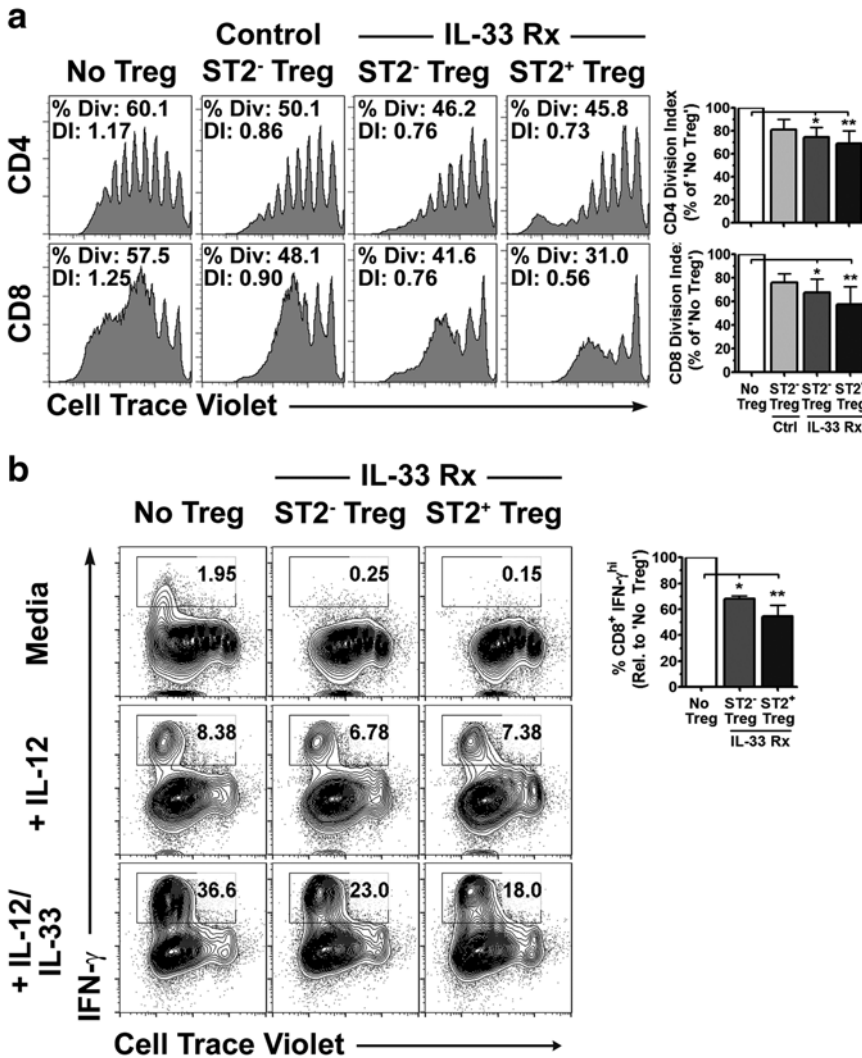 a
Control
IL-33 Rx
No Treg
ST2⁻ Treg
ST2⁻ Treg
ST2⁺ Treg
CD4
% Div: 60.1
DI: 1.17
% Div: 50.1
DI: 0.86
% Div: 46.2
DI: 0.76
% Div: 45.8
DI: 0.73
CD8
% Div: 57.5
DI: 1.25
% Div: 48.1
DI: 0.90
% Div: 41.6
DI: 0.76
% Div: 31.0
DI: 0.56
Cell Trace Violet
CD4 Division Index
(% of 'No Treg')
100
80
60
40
20
0
*
**
CD8 Division Inde
(% of 'No Treg')
100
80
60
40
20
0
*
**
No
Treg
ST2⁻
Treg
ST2⁻
Treg
ST2
Treg
Ctrl
IL-33 Rx
b
IL-33 Rx
No Treg
ST2⁻ Treg
ST2⁺ Treg
Media
1.95
0.25
0.15
+ IL-12
8.38
6.78
7.38
+ IL-12/
IL-33
36.6
23.0
18.0
IFN-γ
Cell Trace Violet
% CD8⁺ IFN-γʰⁱ
(Rel. to 'No Treg')
100
80
60
40
20
0
*
**
No
Treg
ST2⁻
Treg
ST2⁺
Treg
IL-33 Rx